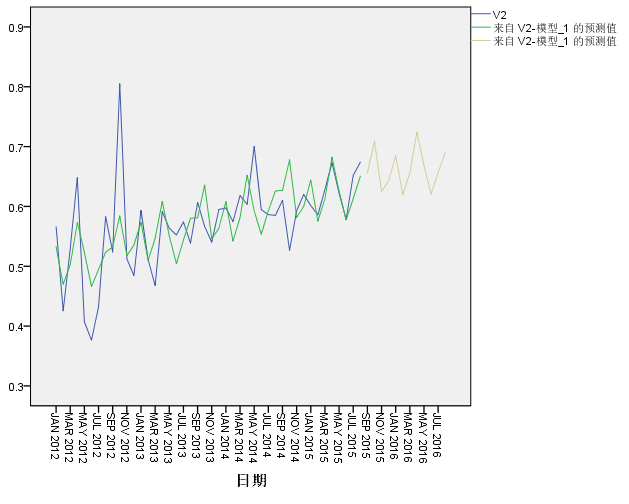 V2
来自 V2-模型_1 的预测值
来自 V2-模型_1 的预测值
0.9
0.8
0.7
0.6
0.5
0.4
0.3
JAN 2012
MAR 2012
MAY 2012
JUL 2012
SEP 2012
NOV 2012
JAN 2013
MAR 2013
MAY 2013
JUL 2013
SEP 2013
NOV 2013
JAN 2014
MAR 2014
MAY 2014
JUL 2014
SEP 2014
NOV 2014
JAN 2015
MAR 2015
MAY 2015
JUL 2015
SEP 2015
NOV 2015
JAN 2016
MAR 2016
MAY 2016
JUL 2016
日期